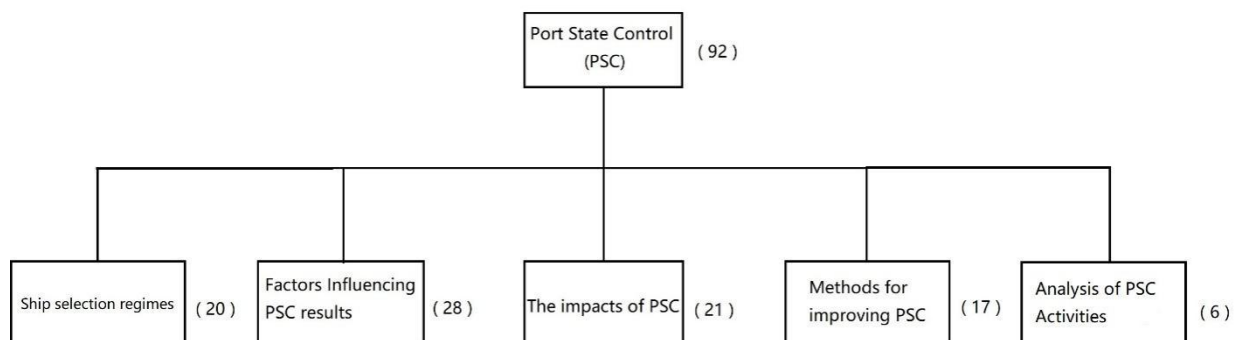 Port State Control
(PSC)
( 92 )
Ship selection regimes
( 20 )
Factors Influencing
PSC results
( 28 )
The impacts of PSC
( 21 )
Methods for
improving PSC
( 17 )
Analysis of PSC
Activities
( 6 )